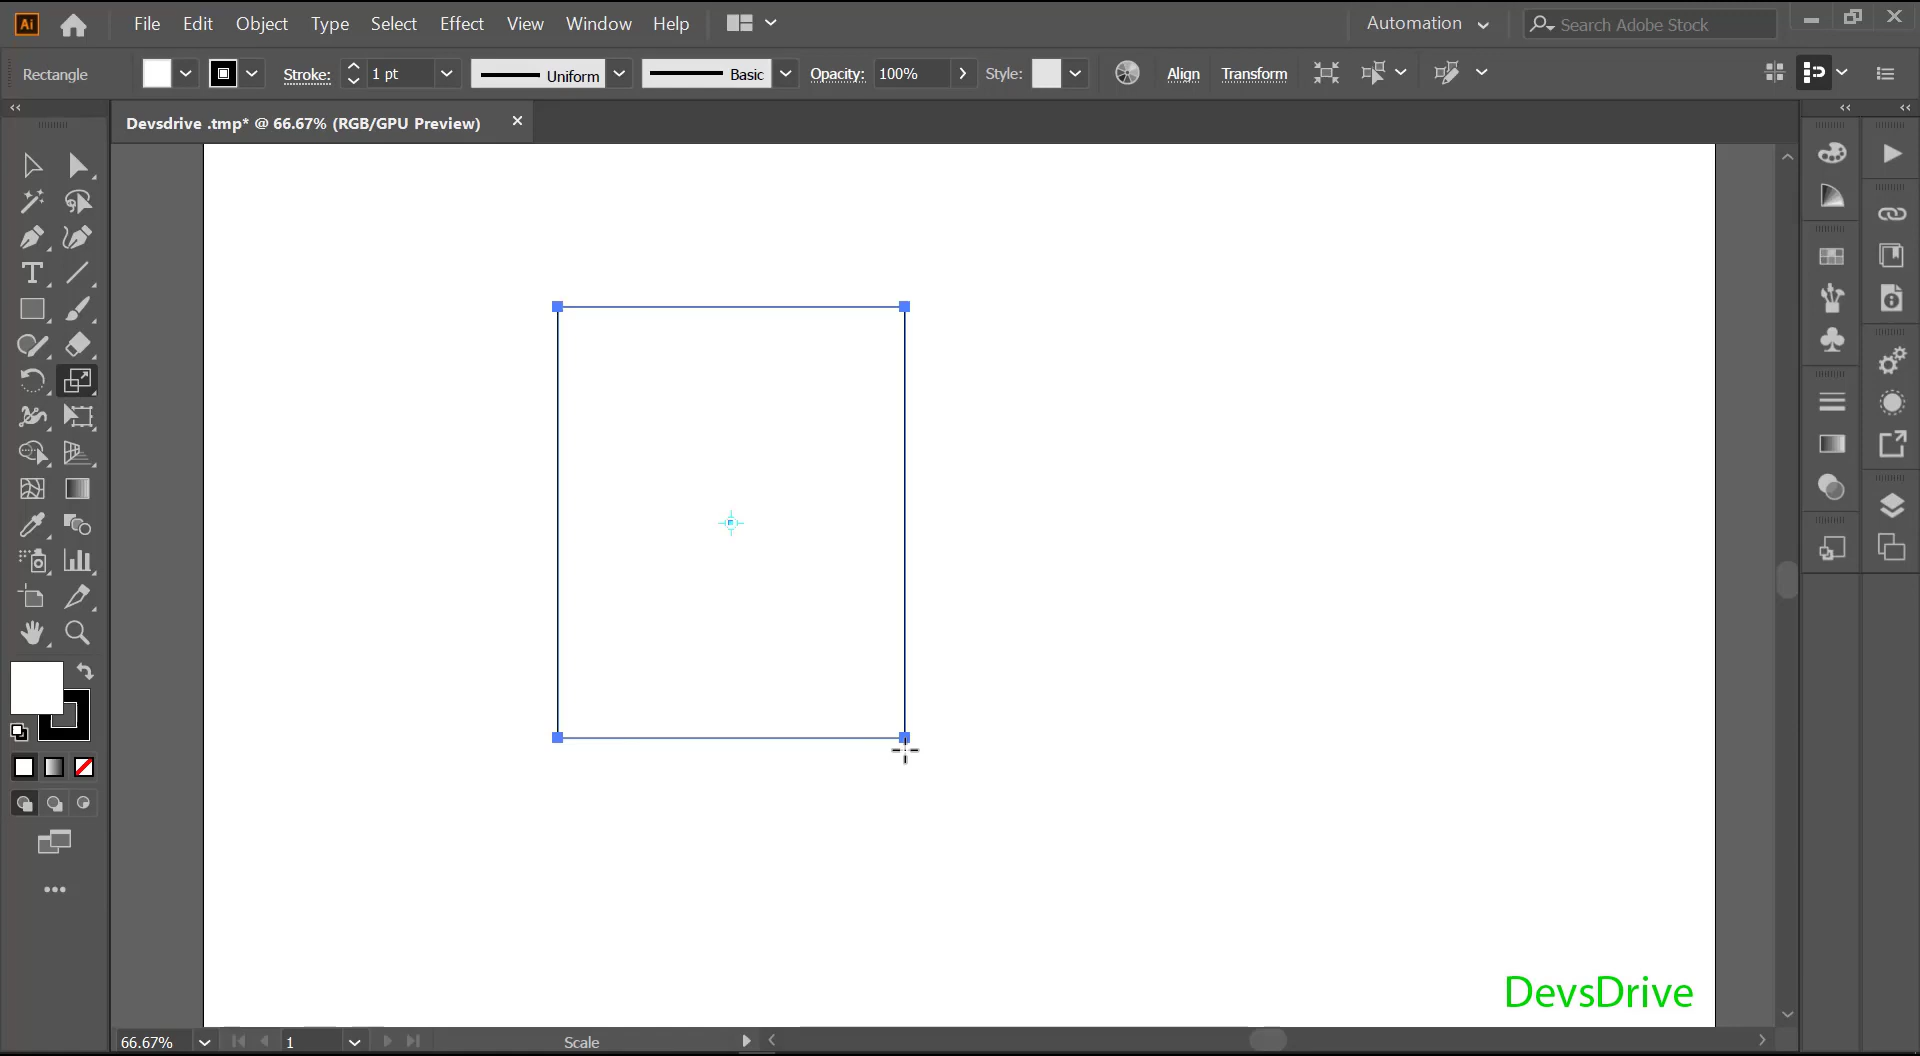 Ai File Edit Object Type Select Effect View Window Help Automation Search Adobe Stock
Rectangle Stroke: 1 pt Uniform Basic Opacity: 100% Style: Align Transform
Devsdrive .tmp* @ 66.67% (RGB/GPU Preview)
DevsDrive
66.67% 1 Scale